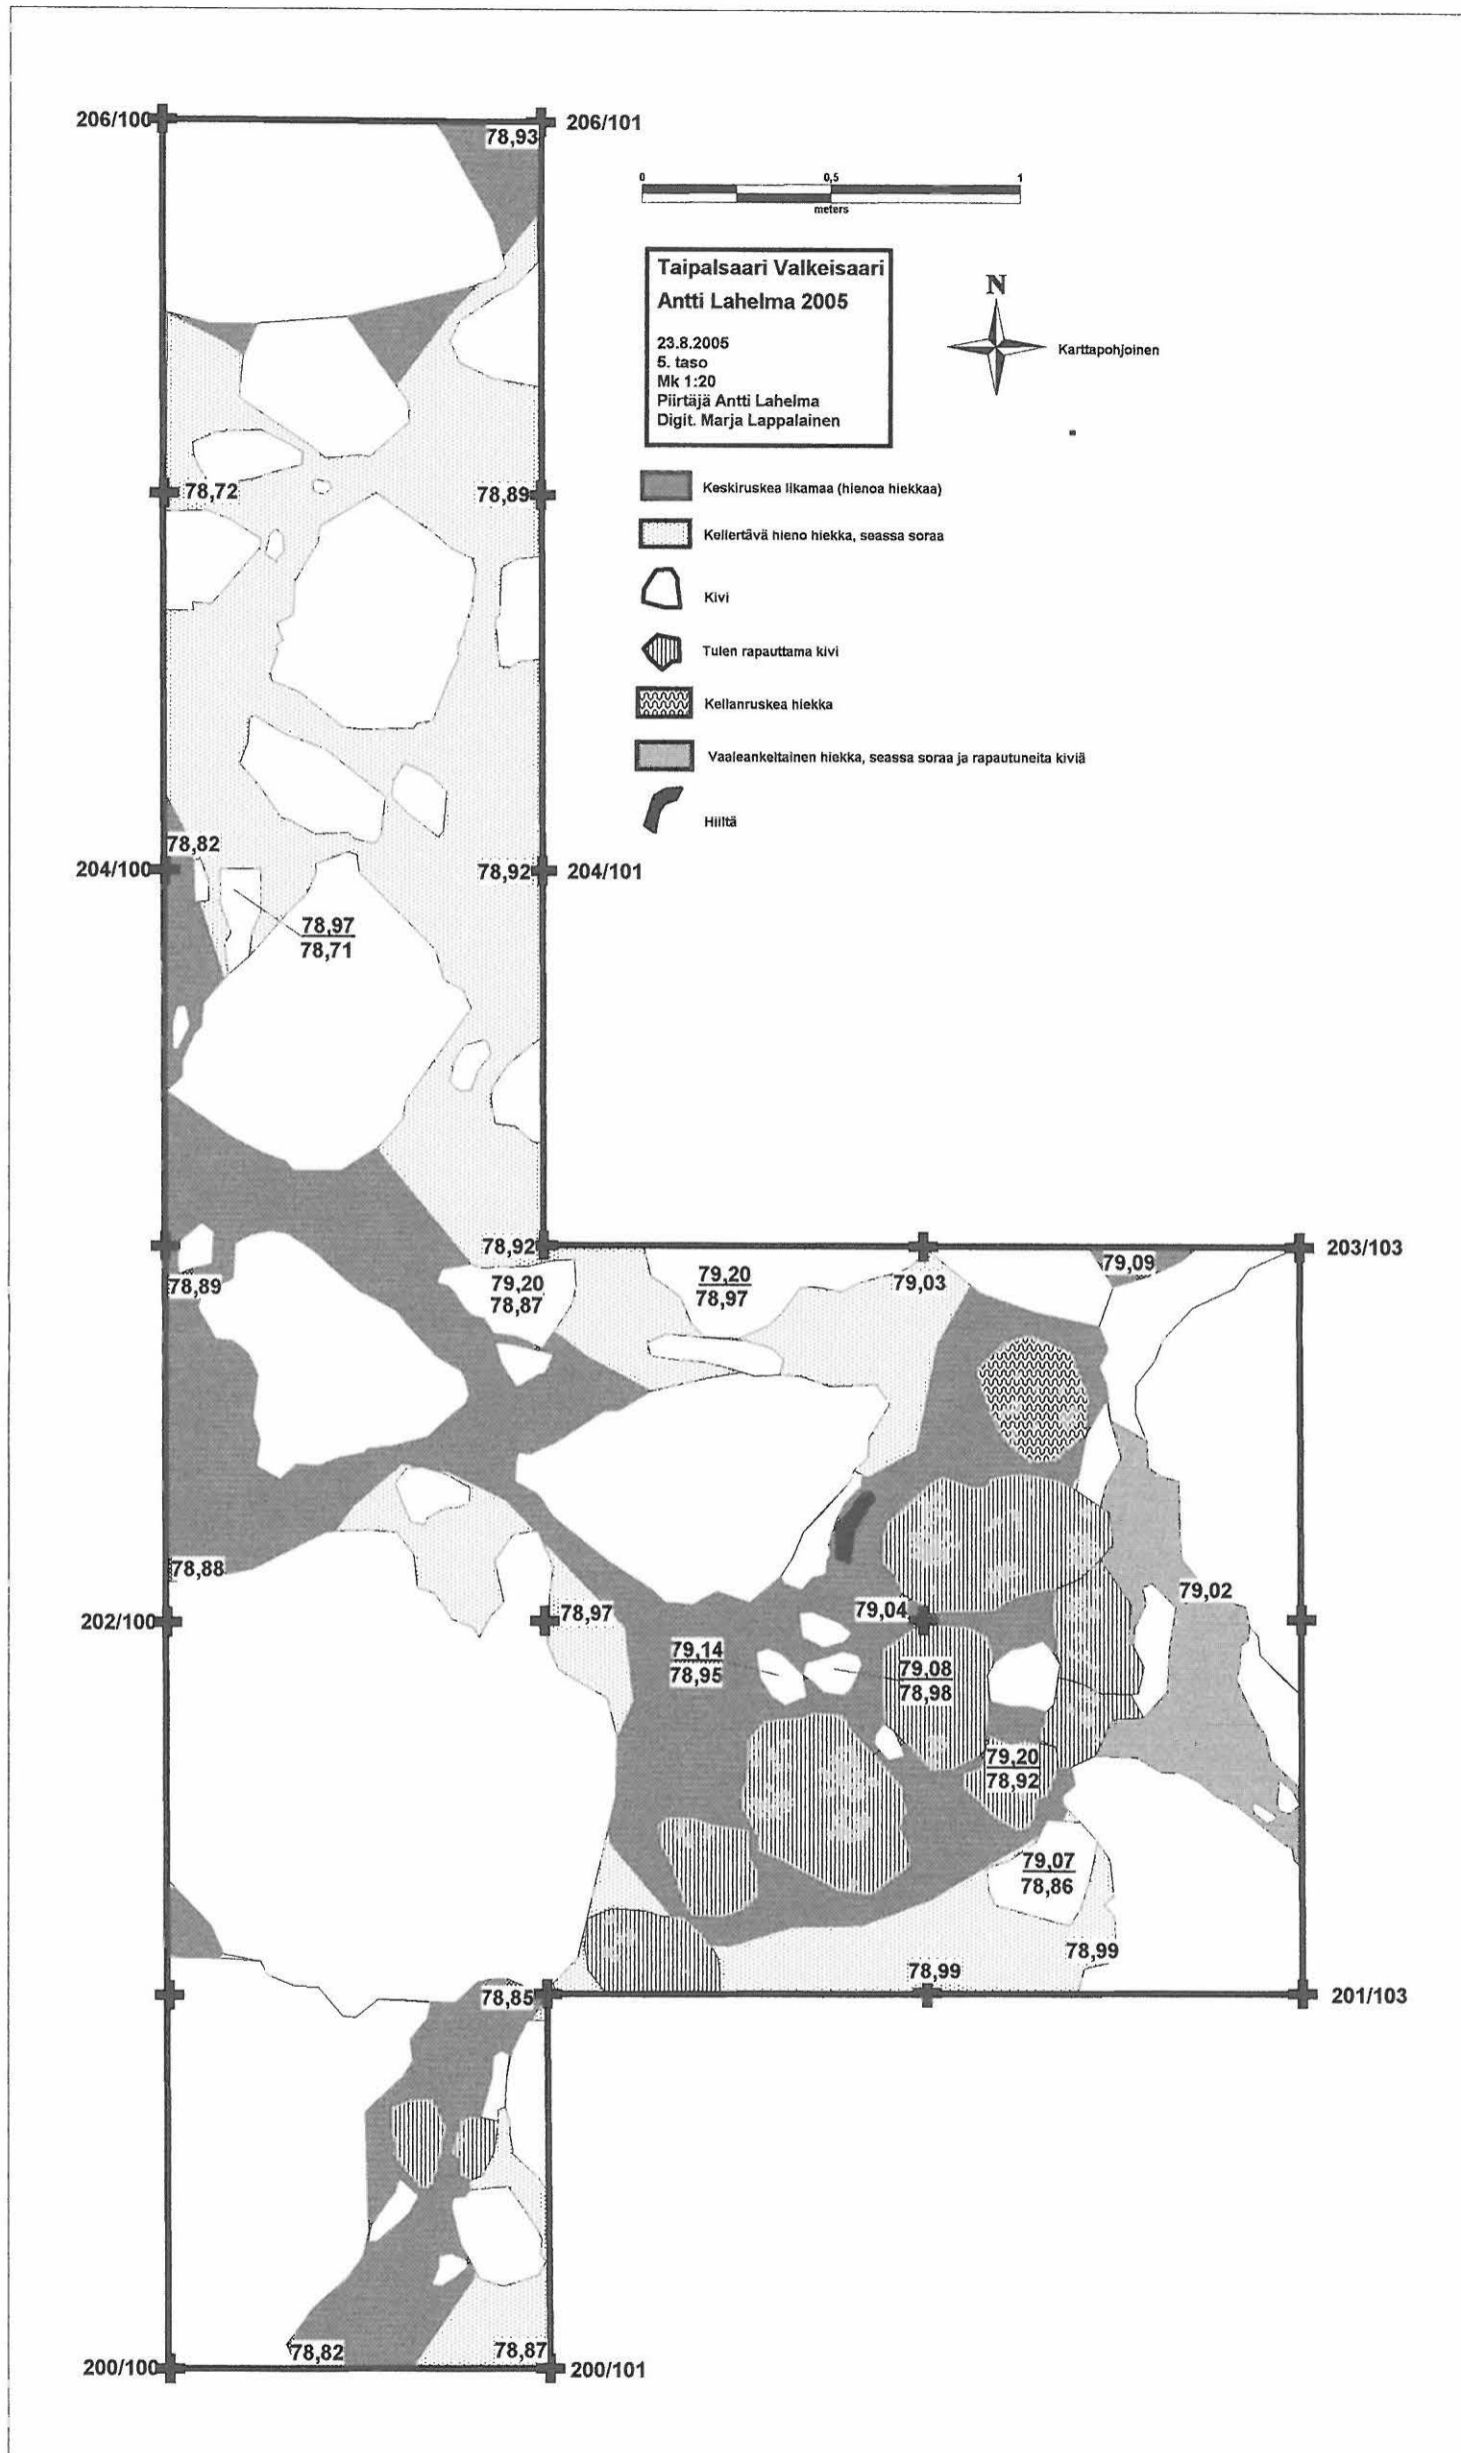 206/100
206/101
78,93
0 0,5 1
meters
Taipalsaari Valkeisaari
Antti Lahelma 2005
23.8.2005
5. taso
Mk 1:20
Piirtäjä Antti Lahelma
Digit. Marja Lappalainen
N
Karttapohjoinen
78,72
78,89
Keskiruskea likamaa (hienoa hiekkaa)
Kellertävä hieno hiekka, seassa soraa
Kivi
Tulen rapauttama kivi
Kellanruskea hiekka
Vaaleankeltainen hiekka, seassa soraa ja rapautuneita kiviä
Hiiltä
78,82
204/100
78,92
204/101
78,97
78,71
78,92
203/103
78,89
79,20
78,87
79,20
78,97
79,03
79,09
78,88
202/100
78,97
79,04
79,02
79,14
78,95
79,08
78,98
79,20
78,92
79,07
78,86
78,99
78,99
78,85
201/103
78,82
78,87
200/100
200/101